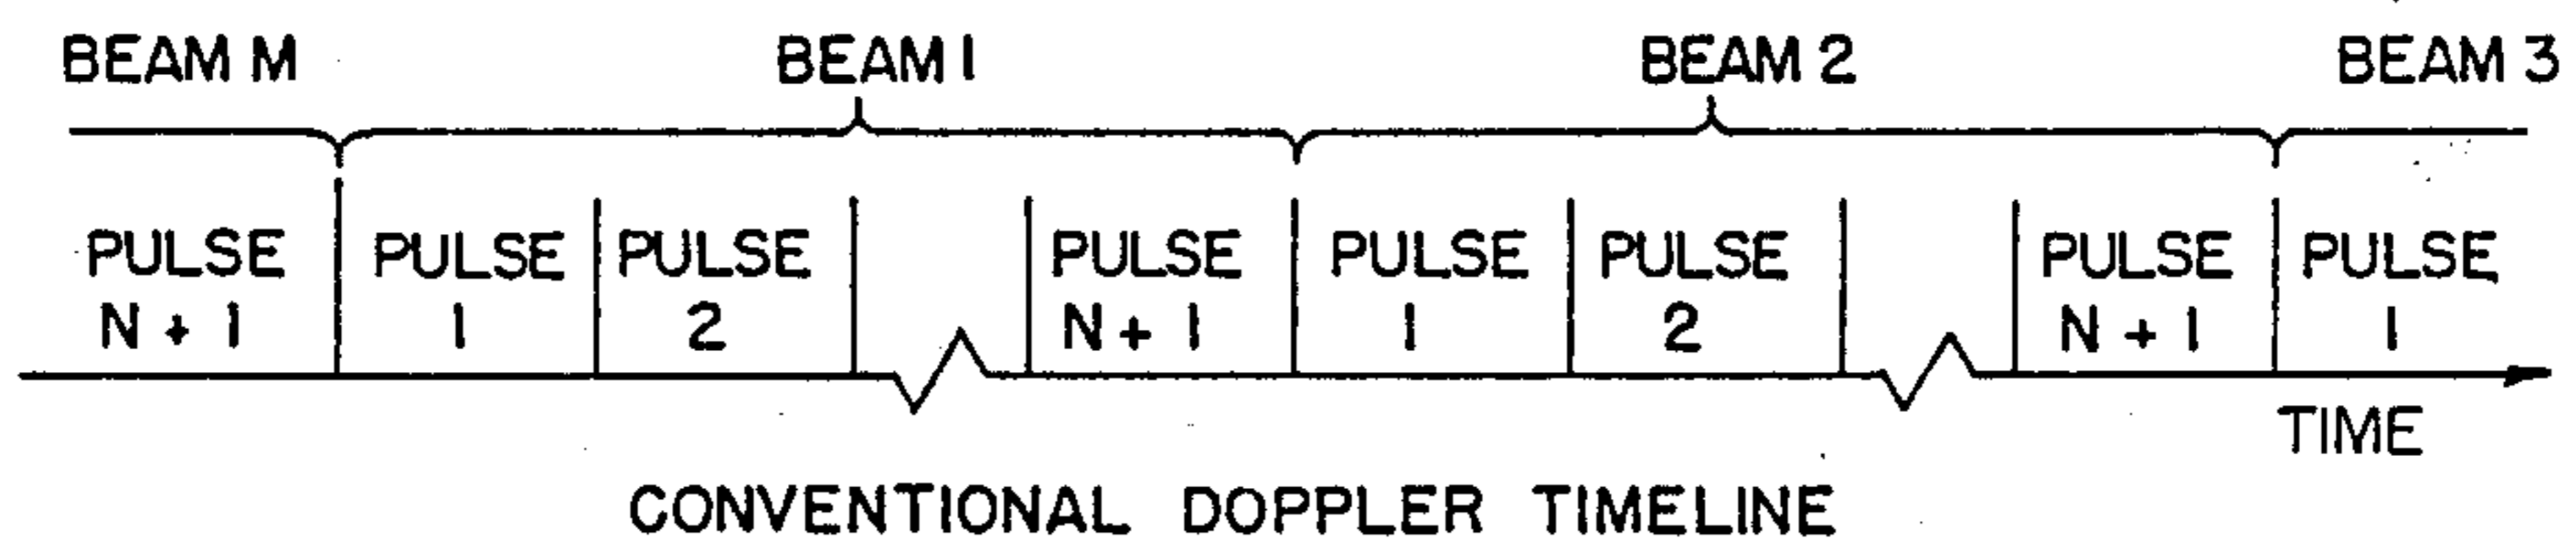 BEAM M BEAM 1 BEAM 2 BEAM 3
PULSE PULSE PULSE PULSE PULSE PULSE PULSE PULSE
N + 1 1 2 N + 1 1 2 N + 1 1
TIME
CONVENTIONAL DOPPLER TIMELINE